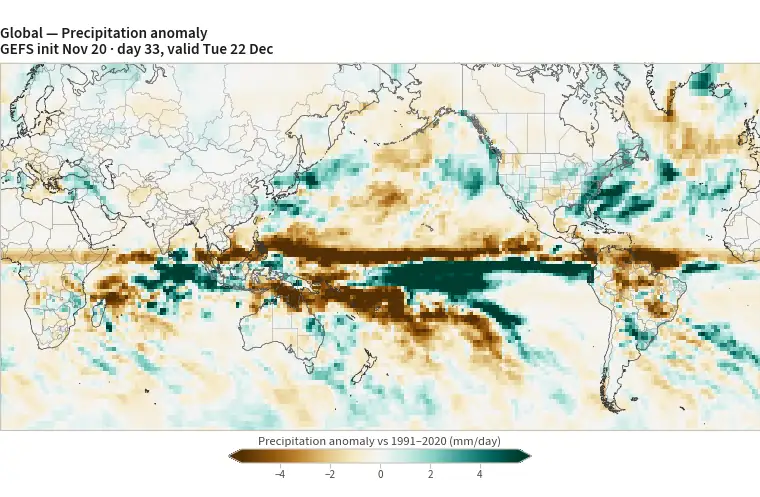 Global — Precipitation anomaly
GEFS init Nov 20 · day 33, valid Tue 22 Dec
Precipitation anomaly vs 1991–2020 (mm/day)
−4 −2 0 2 4